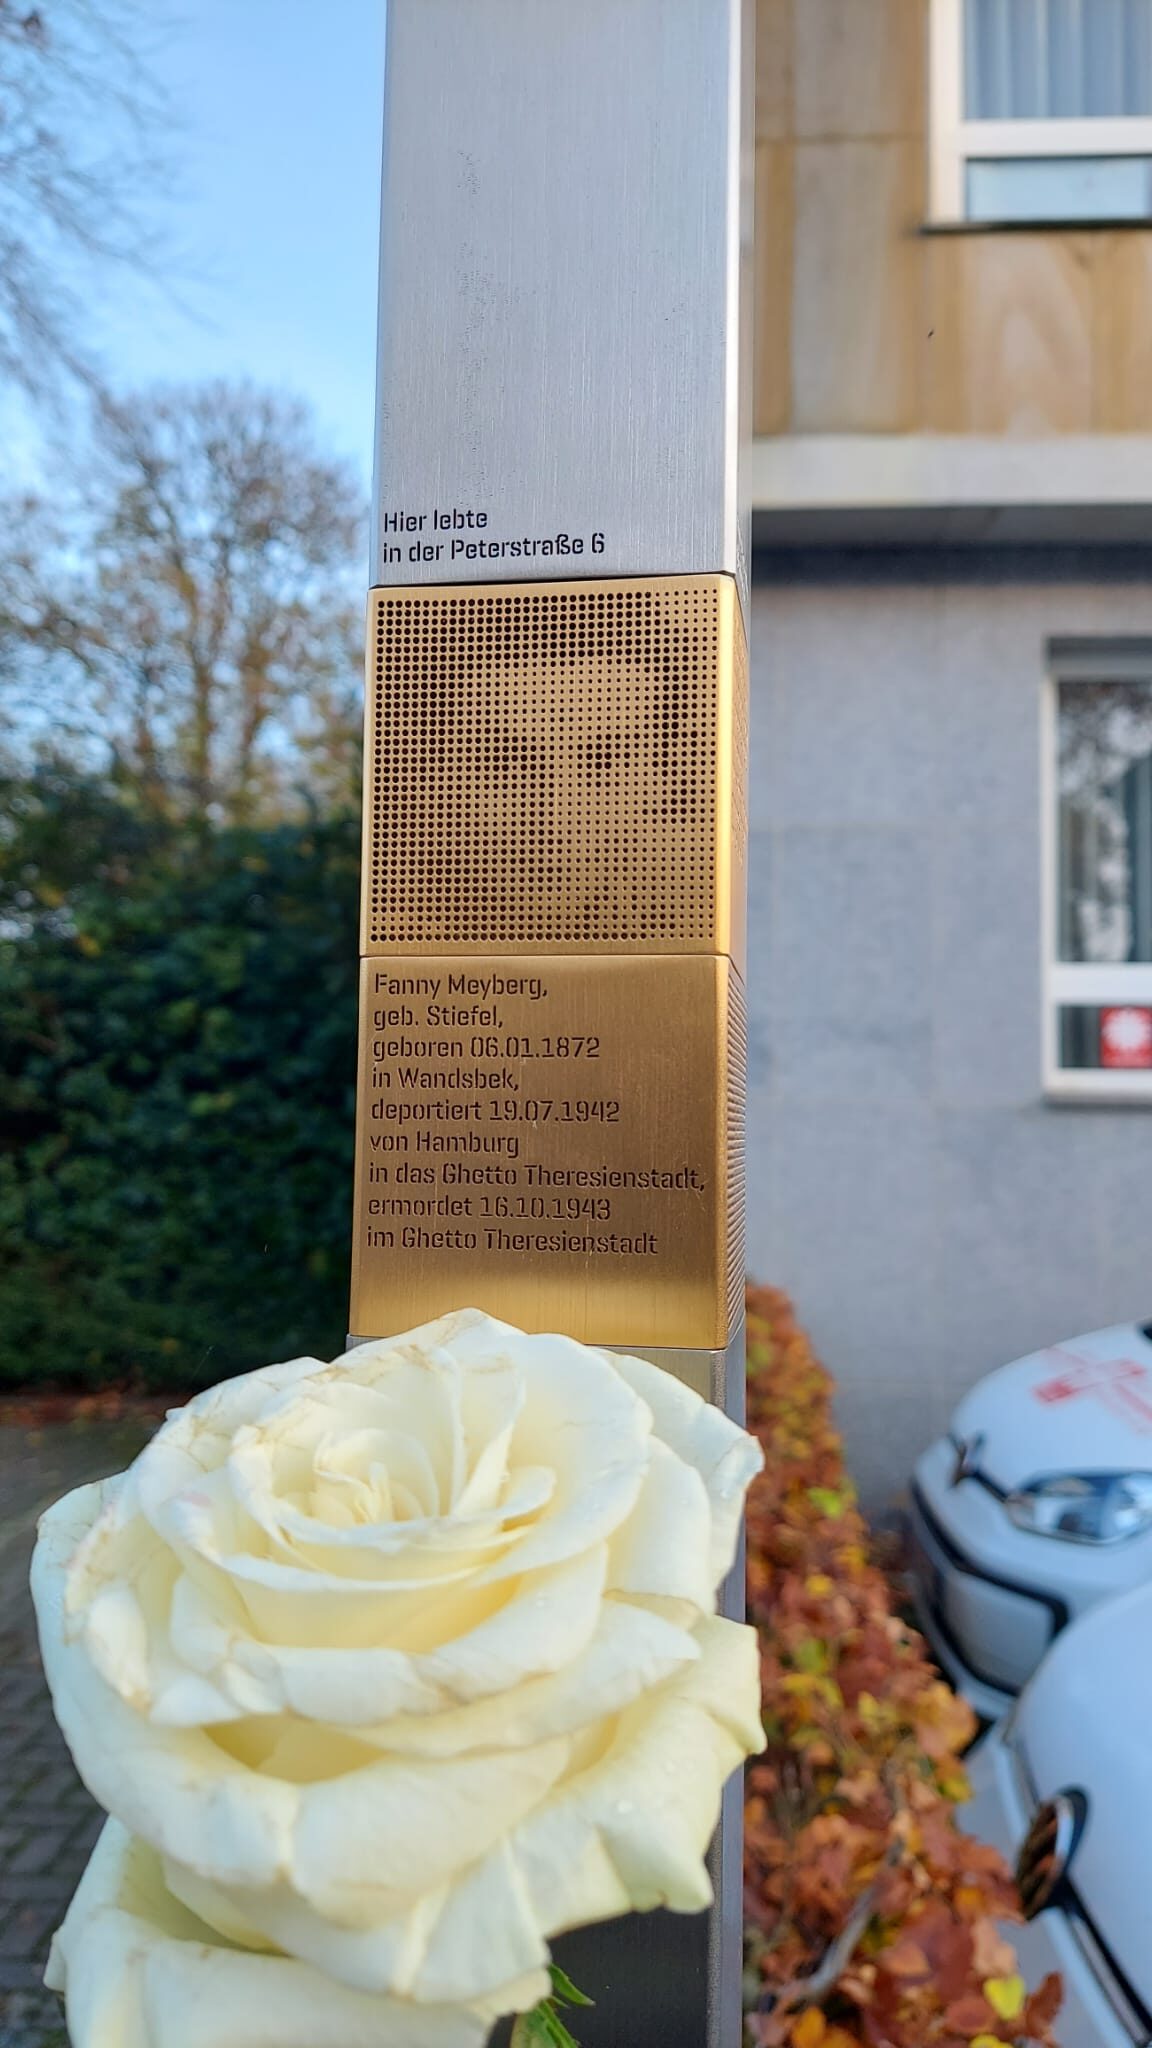 Hier lebte
in der Peterstraße 6
Fanny Meyberg,
geb. Stiefel,
geboren 06.01.1872
in Wandsbek,
deportiert 19.07.1942
von Hamburg
in das Ghetto Theresienstadt,
ermordet 16.10.1943
im Ghetto Theresienstadt